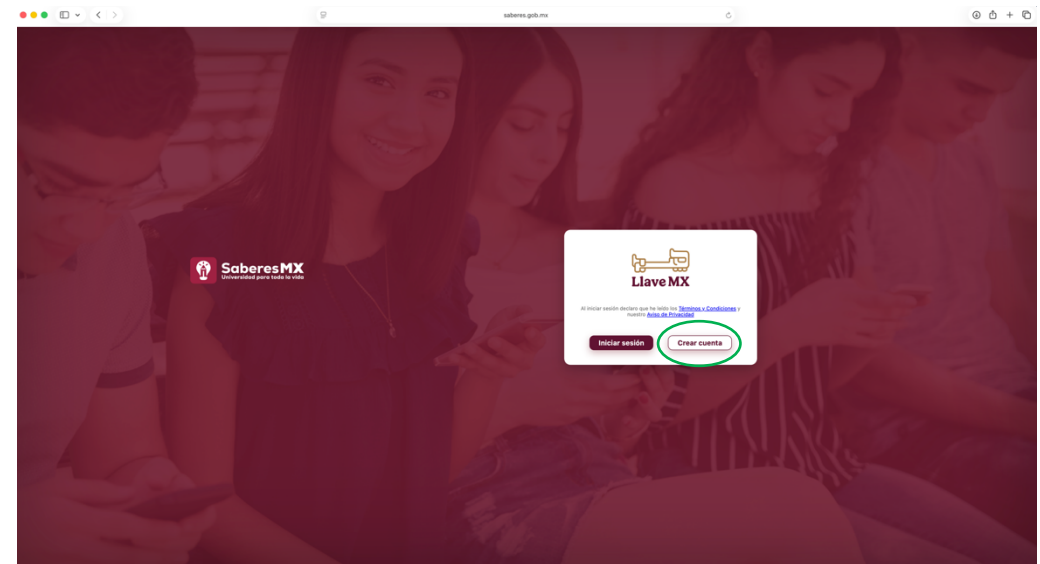 saberes.gob.mx
SaberesMX
Universidad para toda la vida
Llave MX
Al iniciar sesión declaro que he leído los Términos y Condiciones y
nuestro Aviso de Privacidad.
Iniciar sesión
Crear cuenta